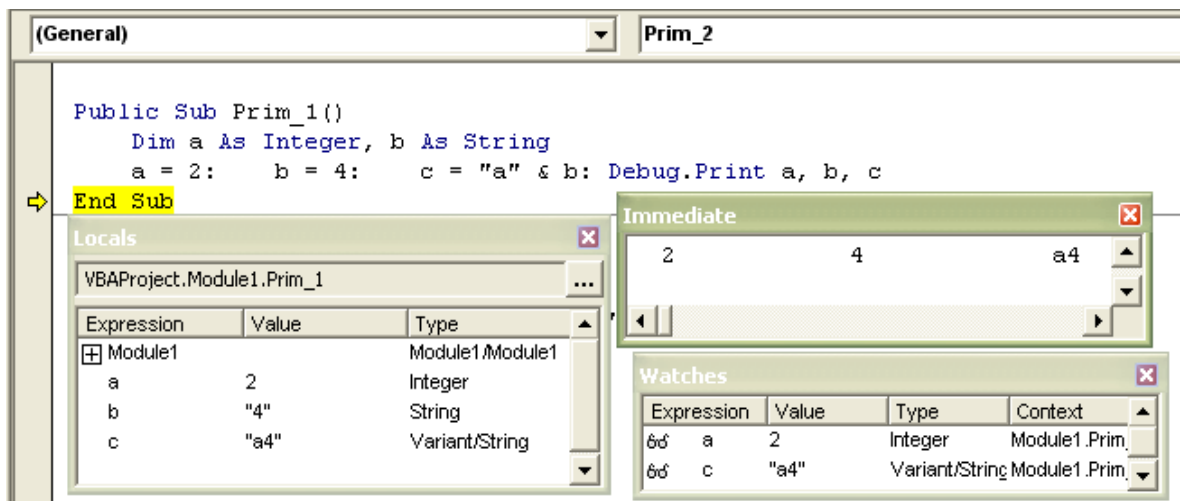 (General) Prim_2
Public Sub Prim_1()
Dim a As Integer, b As String
a = 2: b = 4: c = "a" & b: Debug.Print a, b, c
End Sub
Locals
VBAProject.Module1.Prim_1 ...
Expression Value Type
Module1 Module1/Module1
a 2 Integer
b "4" String
c "a4" Variant/String
Immediate
2 4 a4
Watches
Expression Value Type Context
a 2 Integer Module1.Prim_
c "a4" Variant/String Module1.Prim_